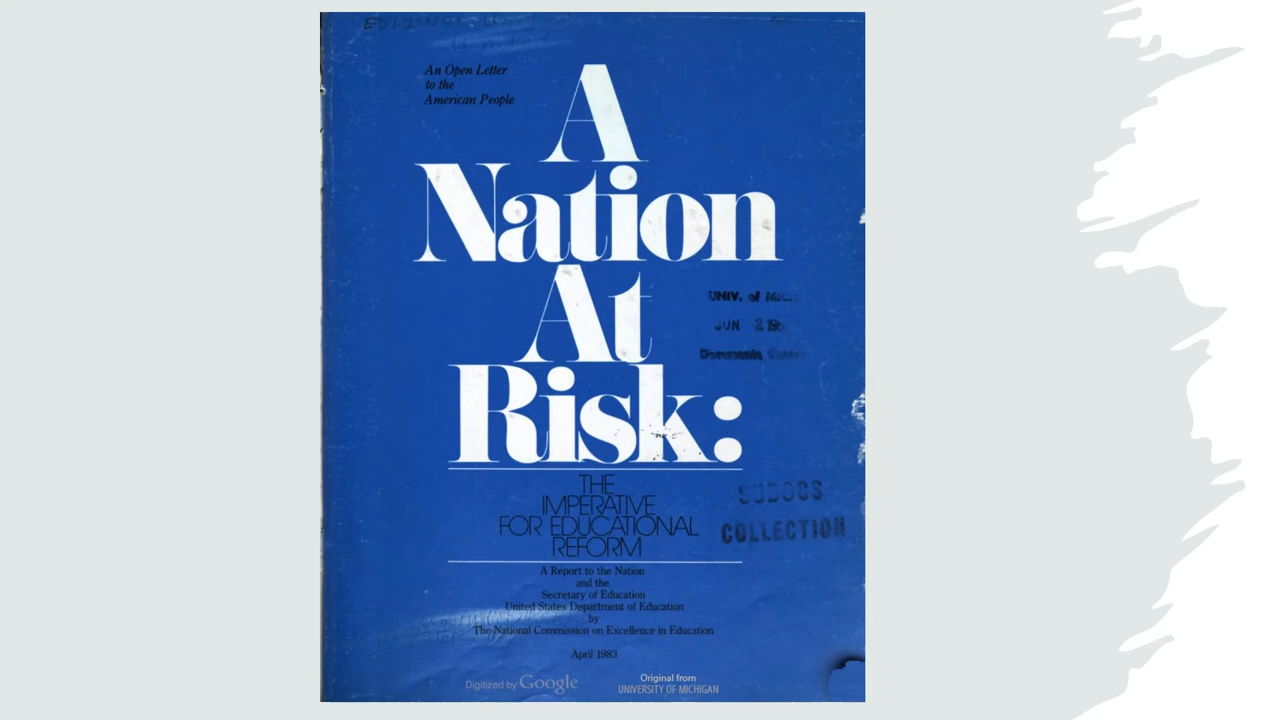 An Open Letter
to the
American People
A
Nation
At
Risk:
UNIV. of
JUN
SUDOCS
COLLECTION
THE
IMPERATIVE
FOR EDUCATIONAL
REFORM
A Report to the Nation
and the
Secretary of Education
United States Department of Education
by
The National Commission on Excellence in Education
April 1983
Digitized by Google
Original from
UNIVERSITY OF MICHIGAN